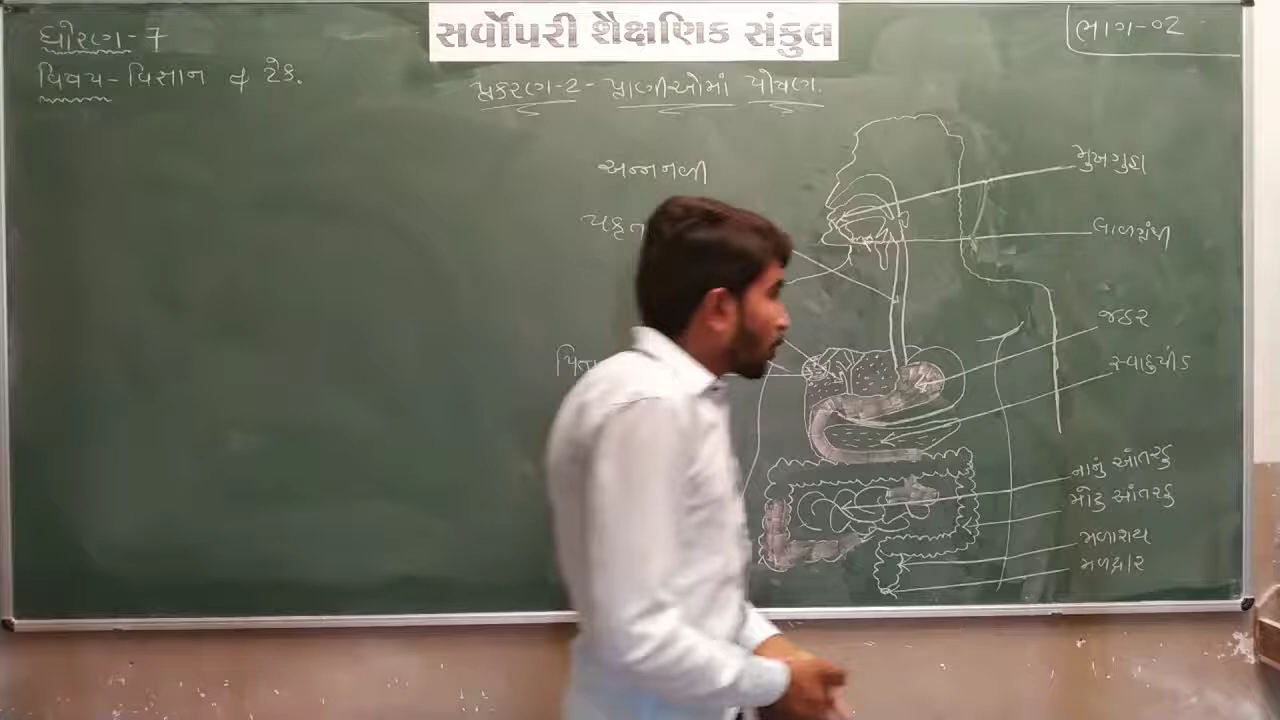 સર્વોપરી શૈક્ષણિક સંકુલ
ધોરણ-7
ભાગ-02
વિષય-વિજ્ઞાન & ટેક.
પ્રકરણ-2- પ્રાણીઓમાં પોષણ.
અન્નનળી
મુખગુહા
લાળગ્રંથી
જઠર
સ્વાદુપીંડ
નાનું આંતરડુ
મોટુ આંતરડુ
મળાશય
મળદ્વાર